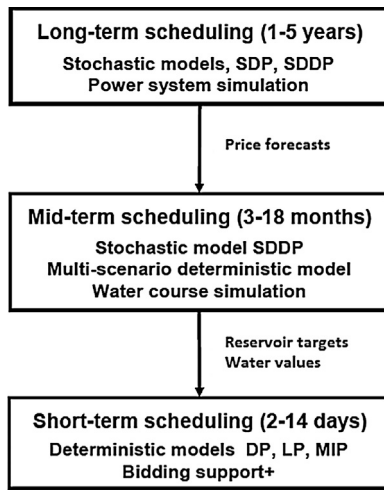 Long-term scheduling (1-5 years)
Stochastic models, SDP, SDDP
Power system simulation
Price forecasts
Mid-term scheduling (3-18 months)
Stochastic model SDDP
Multi-scenario deterministic model
Water course simulation
Reservoir targets
Water values
Short-term scheduling (2-14 days)
Deterministic models DP, LP, MIP
Bidding support+